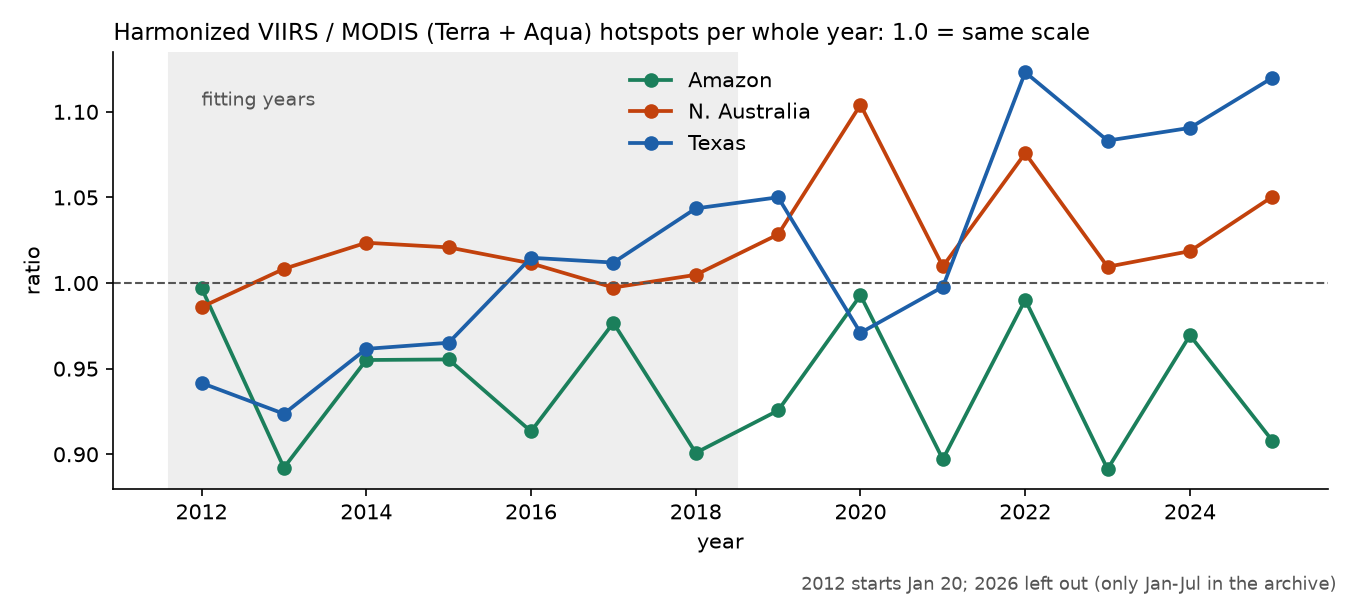 Harmonized VIIRS / MODIS (Terra + Aqua) hotspots per whole year: 1.0 = same scale
fitting years
Amazon
N. Australia
Texas
1.10
1.05
1.00
0.95
0.90
ratio
2012 2014 2016 2018 2020 2022 2024
year
2012 starts Jan 20; 2026 left out (only Jan-Jul in the archive)